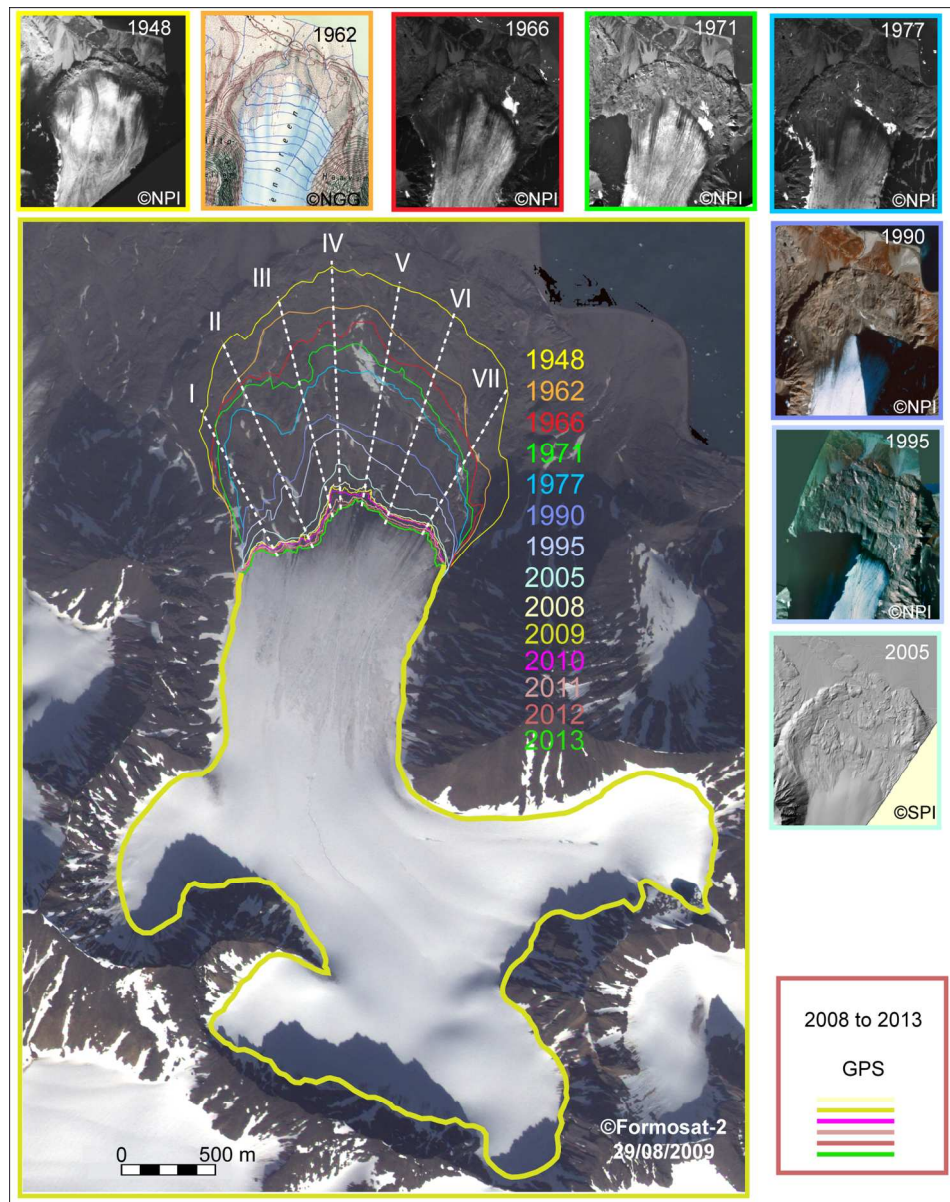 1948
©NPI
1962
©NGG
1966
©NPI
1971
©NPI
1977
©NPI
1990
©NPI
1995
©NPI
2005
©SPI
I
II
III
IV
V
VI
VII
1948
1962
1966
1971
1977
1990
1995
2005
2008
2009
2010
2011
2012
2013
0
500 m
©Formosat-2
29/08/2009
2008 to 2013
GPS